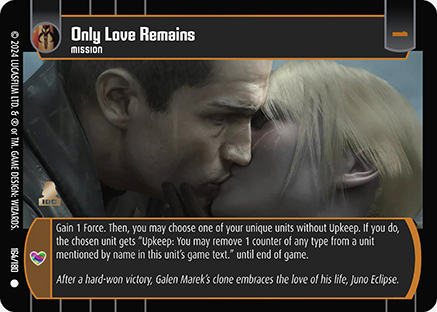 Only Love Remains
MISSION
© 2024 LUCASFILM LTD. & ® or TM. GAME DESIGN: WIZARDS.
164/180
IDC
Gain 1 Force. Then, you may choose one of your unique units without Upkeep. If you do,
the chosen unit gets "Upkeep: You may remove 1 counter of any type from a unit
mentioned by name in this unit's game text." until end of game.
After a hard-won victory, Galen Marek's clone embraces the love of his life, Juno Eclipse.